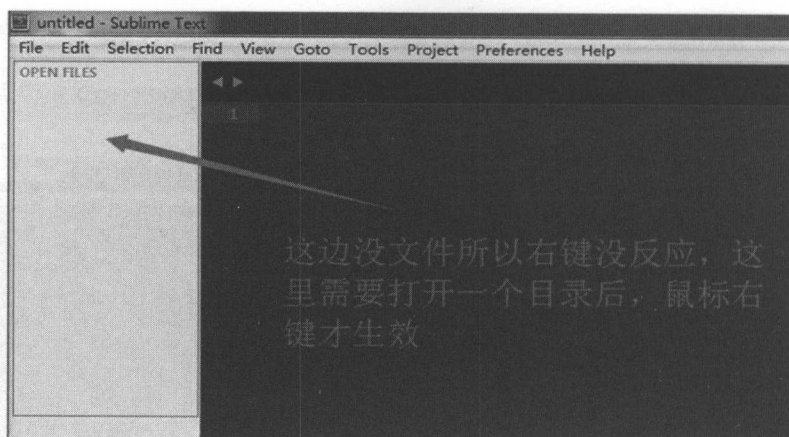 untitled - Sublime Text
File Edit Selection Find View Goto Tools Project Preferences Help
OPEN FILES
1
这边没文件所以右键没反应，这
里需要打开一个目录后，鼠标右
键才生效